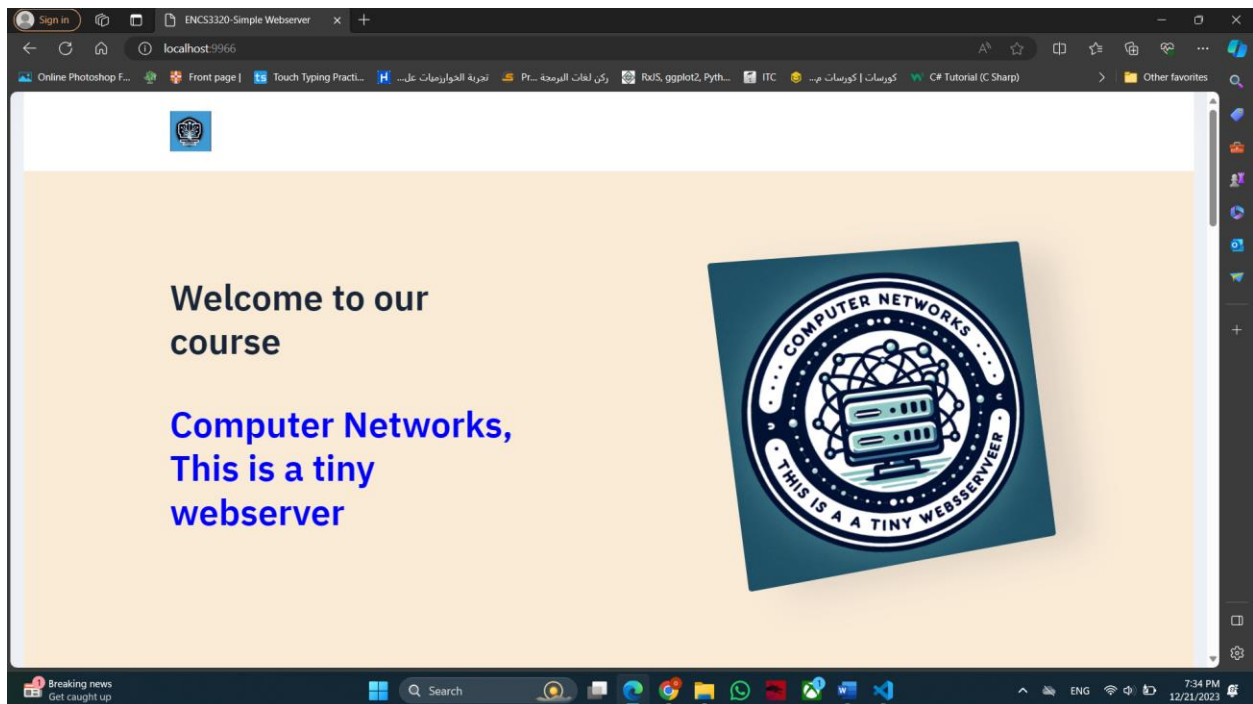 Sign in
ENCS3320-Simple Webserver
localhost:9966
Online Photoshop F...
Front page |
Touch Typing Practi...
تجربة الخوارزميات عل...
ركن لغات البرمجة ... Pr
RxJS, ggplot2, Pyth...
ITC
كورسات | كورسات م...
C# Tutorial (C Sharp)
Other favorites
Welcome to our
course
Computer Networks,
This is a tiny
webserver
COMPUTER NETWORKS
THIIS IS A A TINY WEBSSERVVEER
Breaking news
Get caught up
Search
ENG
7:34 PM
12/21/2023